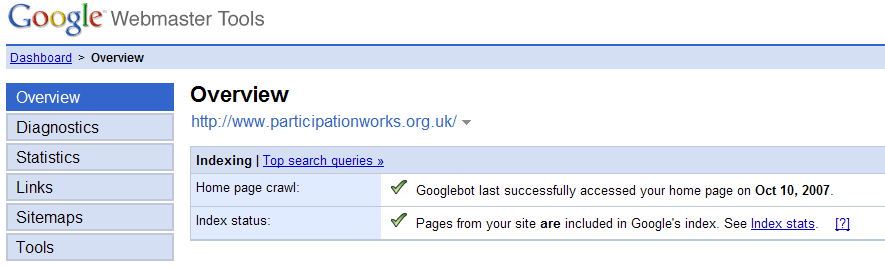 Google Webmaster Tools
Dashboard > Overview
Overview
Diagnostics
Statistics
Links
Sitemaps
Tools
Overview
http://www.participationworks.org.uk/
Indexing | Top search queries »
Home page crawl: Googlebot last successfully accessed your home page on Oct 10, 2007.
Index status: Pages from your site are included in Google's index. See Index stats. [?]